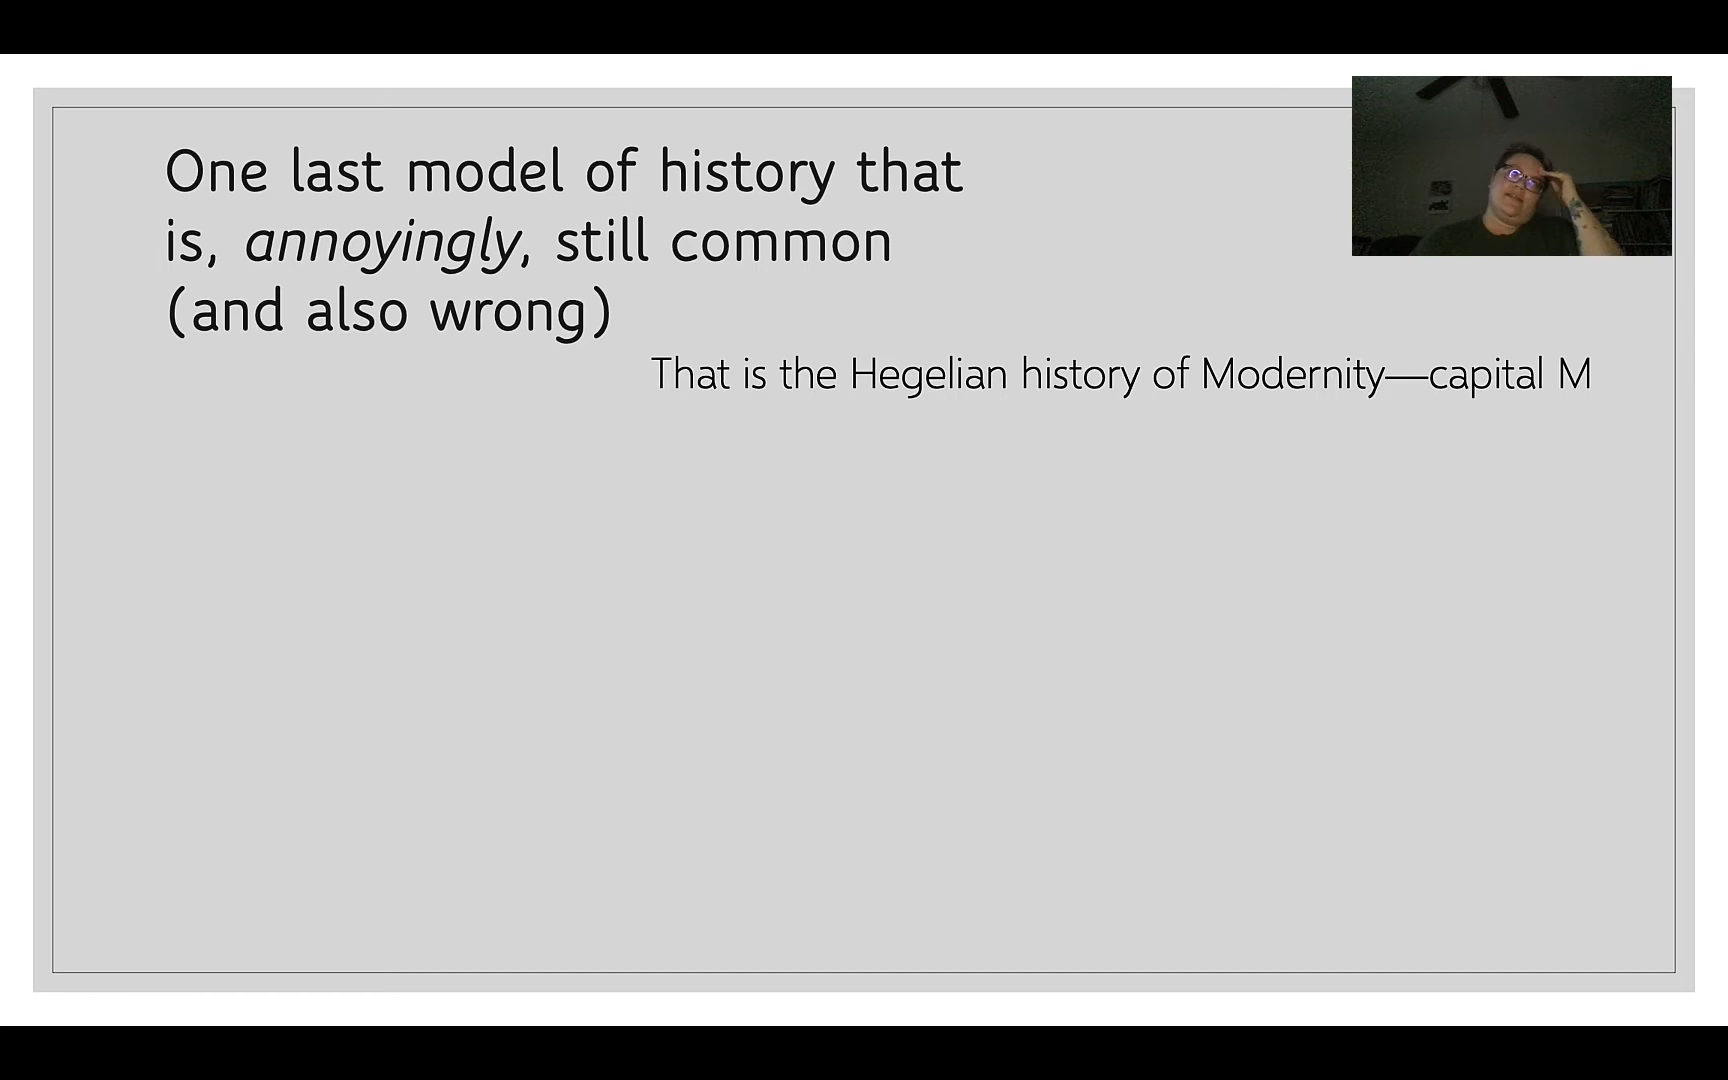 One last model of history that
is, annoyingly, still common
(and also wrong)
That is the Hegelian history of Modernity—capital M